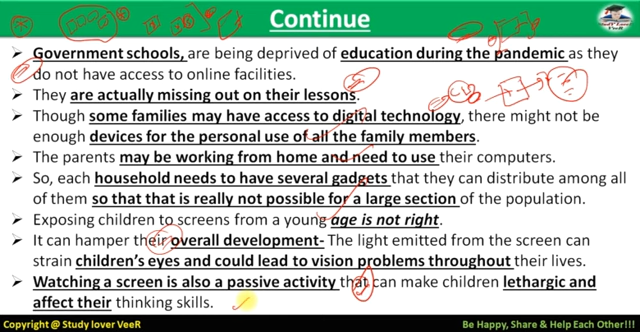 Continue
➢ Government schools, are being deprived of education during the pandemic as they
do not have access to online facilities.
➢ They are actually missing out on their lessons.
➢ Though some families may have access to digital technology, there might not be
enough devices for the personal use of all the family members.
➢ The parents may be working from home and need to use their computers.
➢ So, each household needs to have several gadgets that they can distribute among all
of them so that that is really not possible for a large section of the population.
➢ Exposing children to screens from a young age is not right.
➢ It can hamper their overall development- The light emitted from the screen can
strain children's eyes and could lead to vision problems throughout their lives.
➢ Watching a screen is also a passive activity that can make children lethargic and
affect their thinking skills.
Copyright @ Study lover VeeR
Be Happy, Share & Help Each Other!!!